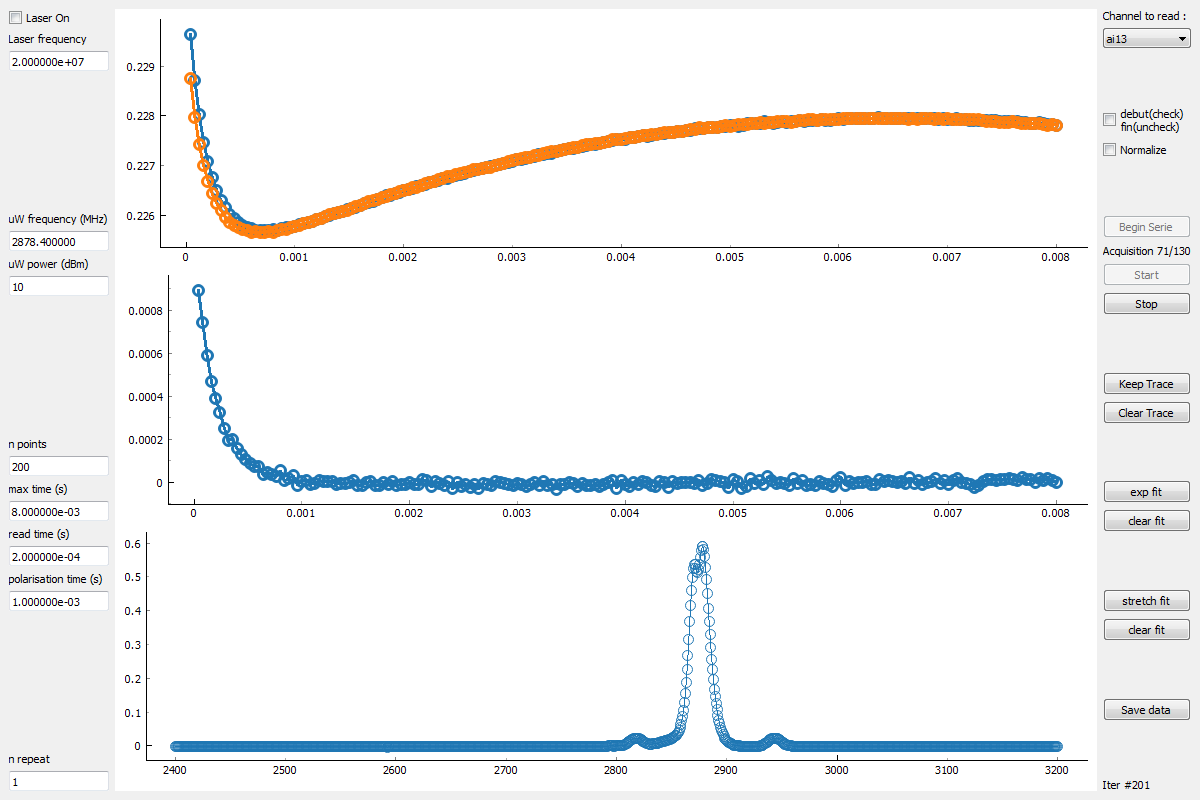 Laser On
Laser frequency
2.000000e+07
uW frequency (MHz)
2878.400000
uW power (dBm)
10
n points
200
max time (s)
8.000000e-03
read time (s)
2.000000e-04
polarisation time (s)
1.000000e-03
n repeat
1
0.229
0.228
0.227
0.226
0 0.001 0.002 0.003 0.004 0.005 0.006 0.007 0.008
0.0008
0.0006
0.0004
0.0002
0
0 0.001 0.002 0.003 0.004 0.005 0.006 0.007 0.008
0.6
0.5
0.4
0.3
0.2
0.1
0
2400 2500 2600 2700 2800 2900 3000 3100 3200
Channel to read :
ai13
debut(check)
fin(uncheck)
Normalize
Begin Serie
Acquisition 71/130
Start
Stop
Keep Trace
Clear Trace
exp fit
clear fit
stretch fit
clear fit
Save data
Iter #201